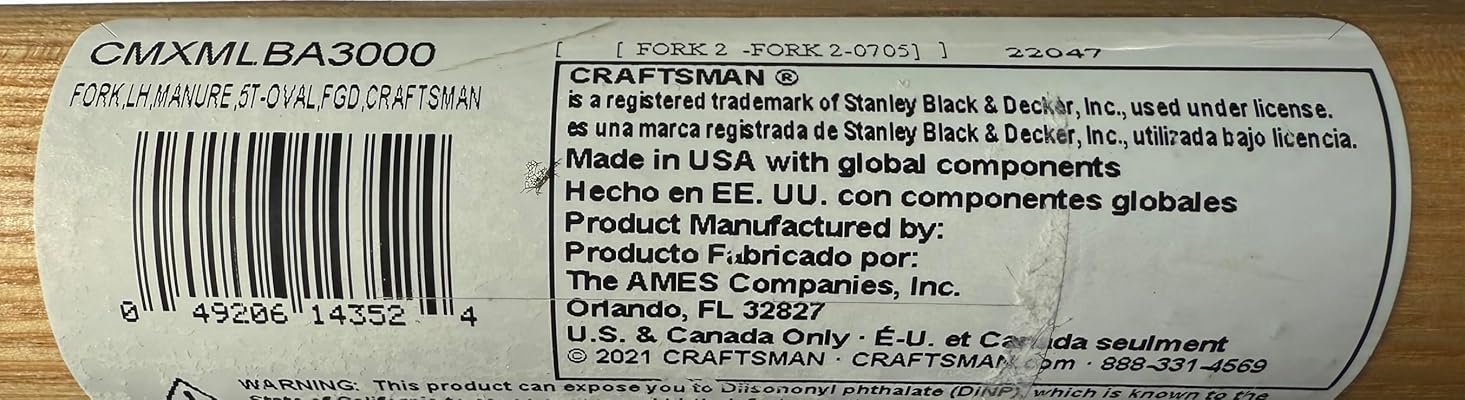 CMXMLBA3000
FORK,LH,MANURE,5T-OVAL,FGD,CRAFTSMAN
0 49206 14352 4
[ [ FORK 2 -FORK 2-0705] ] 22047
CRAFTSMAN ®
is a registered trademark of Stanley Black & Decker, Inc., used under license.
es una marca registrada de Stanley Black & Decker, Inc., utilizada bajo licencia.
Made in USA with global components
Hecho en EE. UU. con componentes globales
Product Manufactured by:
Producto Fabricado por:
The AMES Companies, Inc.
Orlando, FL 32827
U.S. & Canada Only · É-U. et Canada seulment
© 2021 CRAFTSMAN · CRAFTSMAN.com · 888-331-4569
WARNING: This product can expose you to Diisononyl phthalate (DiNP), which is known to the
State of California to